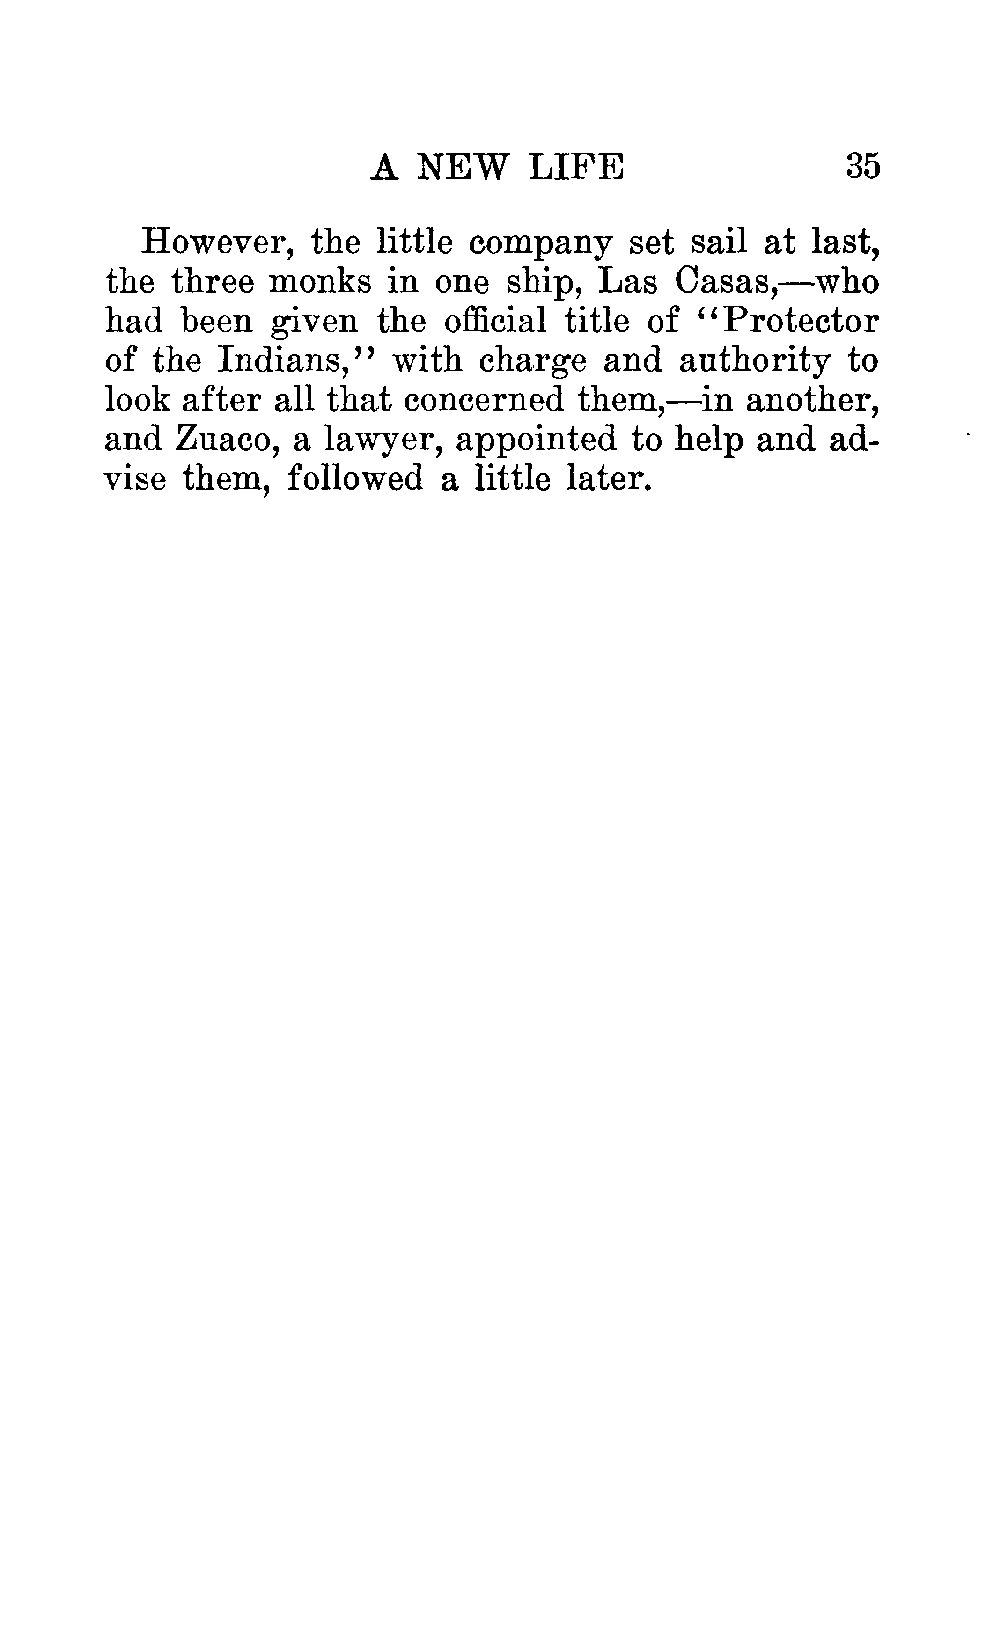 A NEW LIFE 35
However, the little company set sail at last,
the three monks in one ship, Las Casas,—who
had been given the official title of “Protector
of the Indians,” with charge and authority to
look after all that concerned them,—in another,
and Zuaco, a lawyer, appointed to help and ad-
vise them, followed a little later.